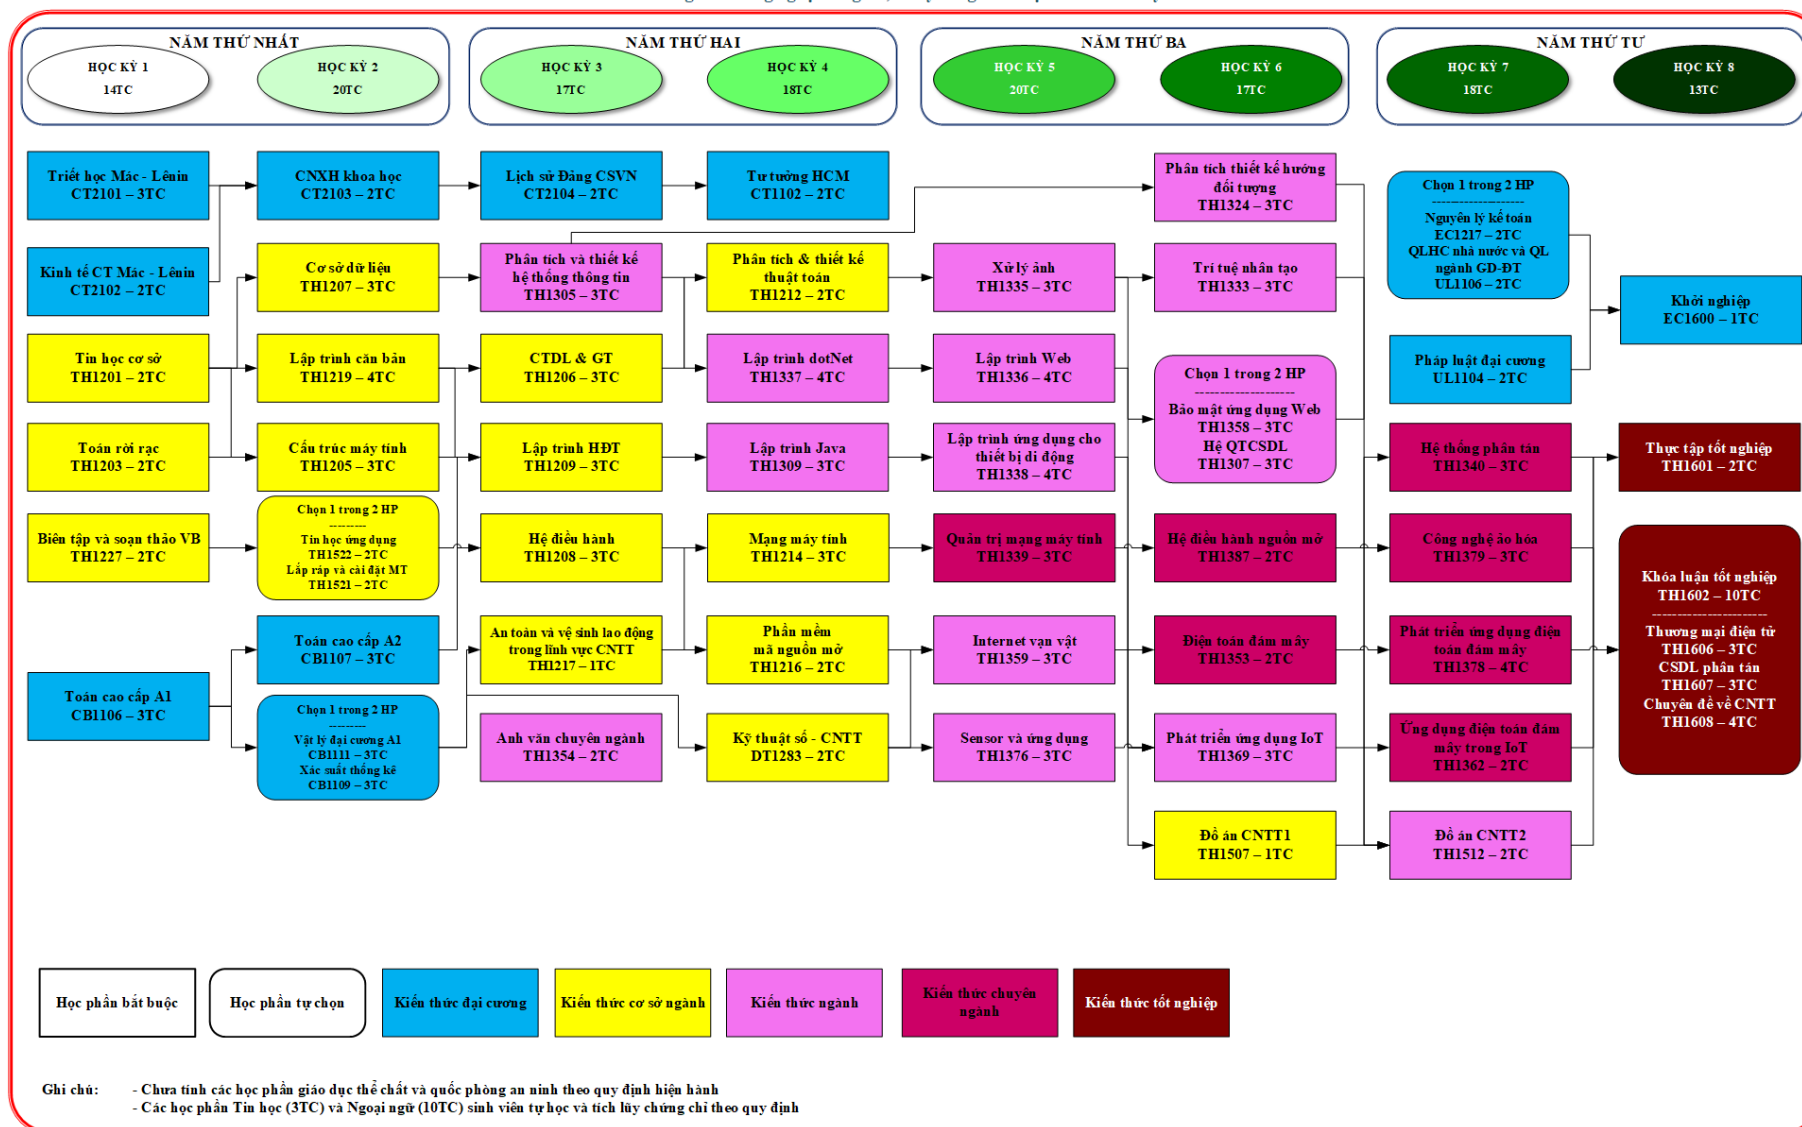 NĂM THỨ NHẤT
HỌC KỲ 1
14TC
HỌC KỲ 2
20TC
NĂM THỨ HAI
HỌC KỲ 3
17TC
HỌC KỲ 4
18TC
NĂM THỨ BA
HỌC KỲ 5
20TC
HỌC KỲ 6
17TC
NĂM THỨ TƯ
HỌC KỲ 7
18TC
HỌC KỲ 8
13TC
Triết học Mác - Lênin
CT2101 – 3TC
Kinh tế CT Mác - Lênin
CT2102 – 2TC
Tin học cơ sở
TH1201 – 2TC
Toán rời rạc
TH1203 – 2TC
Biên tập và soạn thảo VB
TH1227 – 2TC
Toán cao cấp A1
CB1106 – 3TC
CNXH khoa học
CT2103 – 2TC
Cơ sở dữ liệu
TH1207 – 3TC
Lập trình căn bản
TH1219 – 4TC
Cấu trúc máy tính
TH1205 – 3TC
Chọn 1 trong 2 HP
---------
Tin học ứng dụng
TH1522 – 2TC
Lắp ráp và cài đặt MT
TH1521 – 2TC
Toán cao cấp A2
CB1107 – 3TC
Chọn 1 trong 2 HP
---------
Vật lý đại cương A1
CB1111 – 3TC
Xác suất thống kê
CB1109 – 3TC
Lịch sử Đảng CSVN
CT2104 – 2TC
Phân tích và thiết kế
hệ thống thông tin
TH1305 – 3TC
CTDL & GT
TH1206 – 3TC
Lập trình HĐT
TH1209 – 3TC
Hệ điều hành
TH1208 – 3TC
An toàn và vệ sinh lao động
trong lĩnh vực CNTT
TH1217 – 1TC
Anh văn chuyên ngành
TH1354 – 2TC
Tư tưởng HCM
CT1102 – 2TC
Phân tích & thiết kế
thuật toán
TH1212 – 2TC
Lập trình dotNet
TH1337 – 4TC
Lập trình Java
TH1309 – 3TC
Mạng máy tính
TH1214 – 3TC
Phần mềm
mã nguồn mở
TH1216 – 2TC
Kỹ thuật số - CNTT
DT1283 – 2TC
Xử lý ảnh
TH1335 – 3TC
Lập trình Web
TH1336 – 4TC
Lập trình ứng dụng cho
thiết bị di động
TH1338 – 4TC
Quản trị mạng máy tính
TH1339 – 3TC
Internet vạn vật
TH1359 – 3TC
Sensor và ứng dụng
TH1376 – 3TC
Phân tích thiết kế hướng
đối tượng
TH1324 – 3TC
Trí tuệ nhân tạo
TH1333 – 3TC
Chọn 1 trong 2 HP
--------------------
Bảo mật ứng dụng Web
TH1358 – 3TC
Hệ QTCSDL
TH1307 – 3TC
Hệ điều hành nguồn mở
TH1387 – 2TC
Điện toán đám mây
TH1353 – 2TC
Phát triển ứng dụng IoT
TH1369 – 3TC
Đồ án CNTT1
TH1507 – 1TC
Chọn 1 trong 2 HP
--------------------
Nguyên lý kế toán
EC1217 – 2TC
QLHC nhà nước và QL
ngành GD-ĐT
UL1106 – 2TC
Pháp luật đại cương
UL1104 – 2TC
Hệ thống phân tán
TH1340 – 3TC
Công nghệ ảo hóa
TH1379 – 3TC
Phát triển ứng dụng điện
toán đám mây
TH1378 – 4TC
Ứng dụng điện toán đám
mây trong IoT
TH1362 – 2TC
Đồ án CNTT2
TH1512 – 2TC
Khởi nghiệp
EC1600 – 1TC
Thực tập tốt nghiệp
TH1601 – 2TC
Khóa luận tốt nghiệp
TH1602 – 10TC
-----------------------
Thương mại điện tử
TH1606 – 3TC
CSDL phân tán
TH1607 – 3TC
Chuyên đề về CNTT
TH1608 – 4TC
Học phần bắt buộc
Học phần tự chọn
Kiến thức đại cương
Kiến thức cơ sở ngành
Kiến thức ngành
Kiến thức chuyên
ngành
Kiến thức tốt nghiệp
Ghi chú: - Chưa tính các học phần giáo dục thể chất và quốc phòng an ninh theo quy định hiện hành
- Các học phần Tin học (3TC) và Ngoại ngữ (10TC) sinh viên tự học và tích lũy chứng chỉ theo quy định